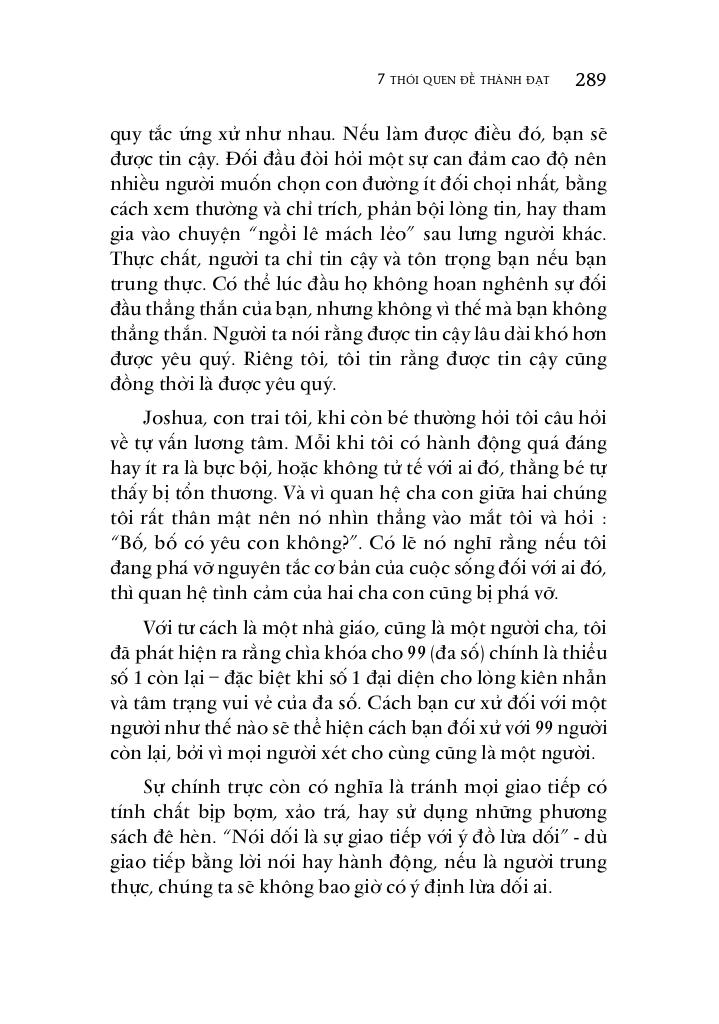 7 THÓI QUEN ĐỂ THÀNH ĐẠT 289
quy tắc ứng xử như nhau. Nếu làm được điều đó, bạn sẽ
được tin cậy. Đối đầu đòi hỏi một sự can đảm cao độ nên
nhiều người muốn chọn con đường ít đối chọi nhất, bằng
cách xem thường và chỉ trích, phản bội lòng tin, hay tham
gia vào chuyện “ngồi lê mách lẻo” sau lưng người khác.
Thực chất, người ta chỉ tin cậy và tôn trọng bạn nếu bạn
trung thực. Có thể lúc đầu họ không hoan nghênh sự đối
đầu thẳng thắn của bạn, nhưng không vì thế mà bạn không
thẳng thắn. Người ta nói rằng được tin cậy lâu dài khó hơn
được yêu quý. Riêng tôi, tôi tin rằng được tin cậy cũng
đồng thời là được yêu quý.
Joshua, con trai tôi, khi còn bé thường hỏi tôi câu hỏi
về tự vấn lương tâm. Mỗi khi tôi có hành động quá đáng
hay ít ra là bực bội, hoặc không tử tế với ai đó, thằng bé tự
thấy bị tổn thương. Và vì quan hệ cha con giữa hai chúng
tôi rất thân mật nên nó nhìn thẳng vào mắt tôi và hỏi :
“Bố, bố có yêu con không?”. Có lẽ nó nghĩ rằng nếu tôi
đang phá vỡ nguyên tắc cơ bản của cuộc sống đối với ai đó,
thì quan hệ tình cảm của hai cha con cũng bị phá vỡ.
Với tư cách là một nhà giáo, cũng là một người cha, tôi
đã phát hiện ra rằng chìa khóa cho 99 (đa số) chính là thiểu
số 1 còn lại – đặc biệt khi số 1 đại diện cho lòng kiên nhẫn
và tâm trạng vui vẻ của đa số. Cách bạn cư xử đối với một
người như thế nào sẽ thể hiện cách bạn đối xử với 99 người
còn lại, bởi vì mọi người xét cho cùng cũng là một người.
Sự chính trực còn có nghĩa là tránh mọi giao tiếp có
tính chất bịp bợm, xảo trá, hay sử dụng những phương
sách đê hèn. “Nói dối là sự giao tiếp với ý đồ lừa dối” - dù
giao tiếp bằng lời nói hay hành động, nếu là người trung
thực, chúng ta sẽ không bao giờ có ý định lừa dối ai.